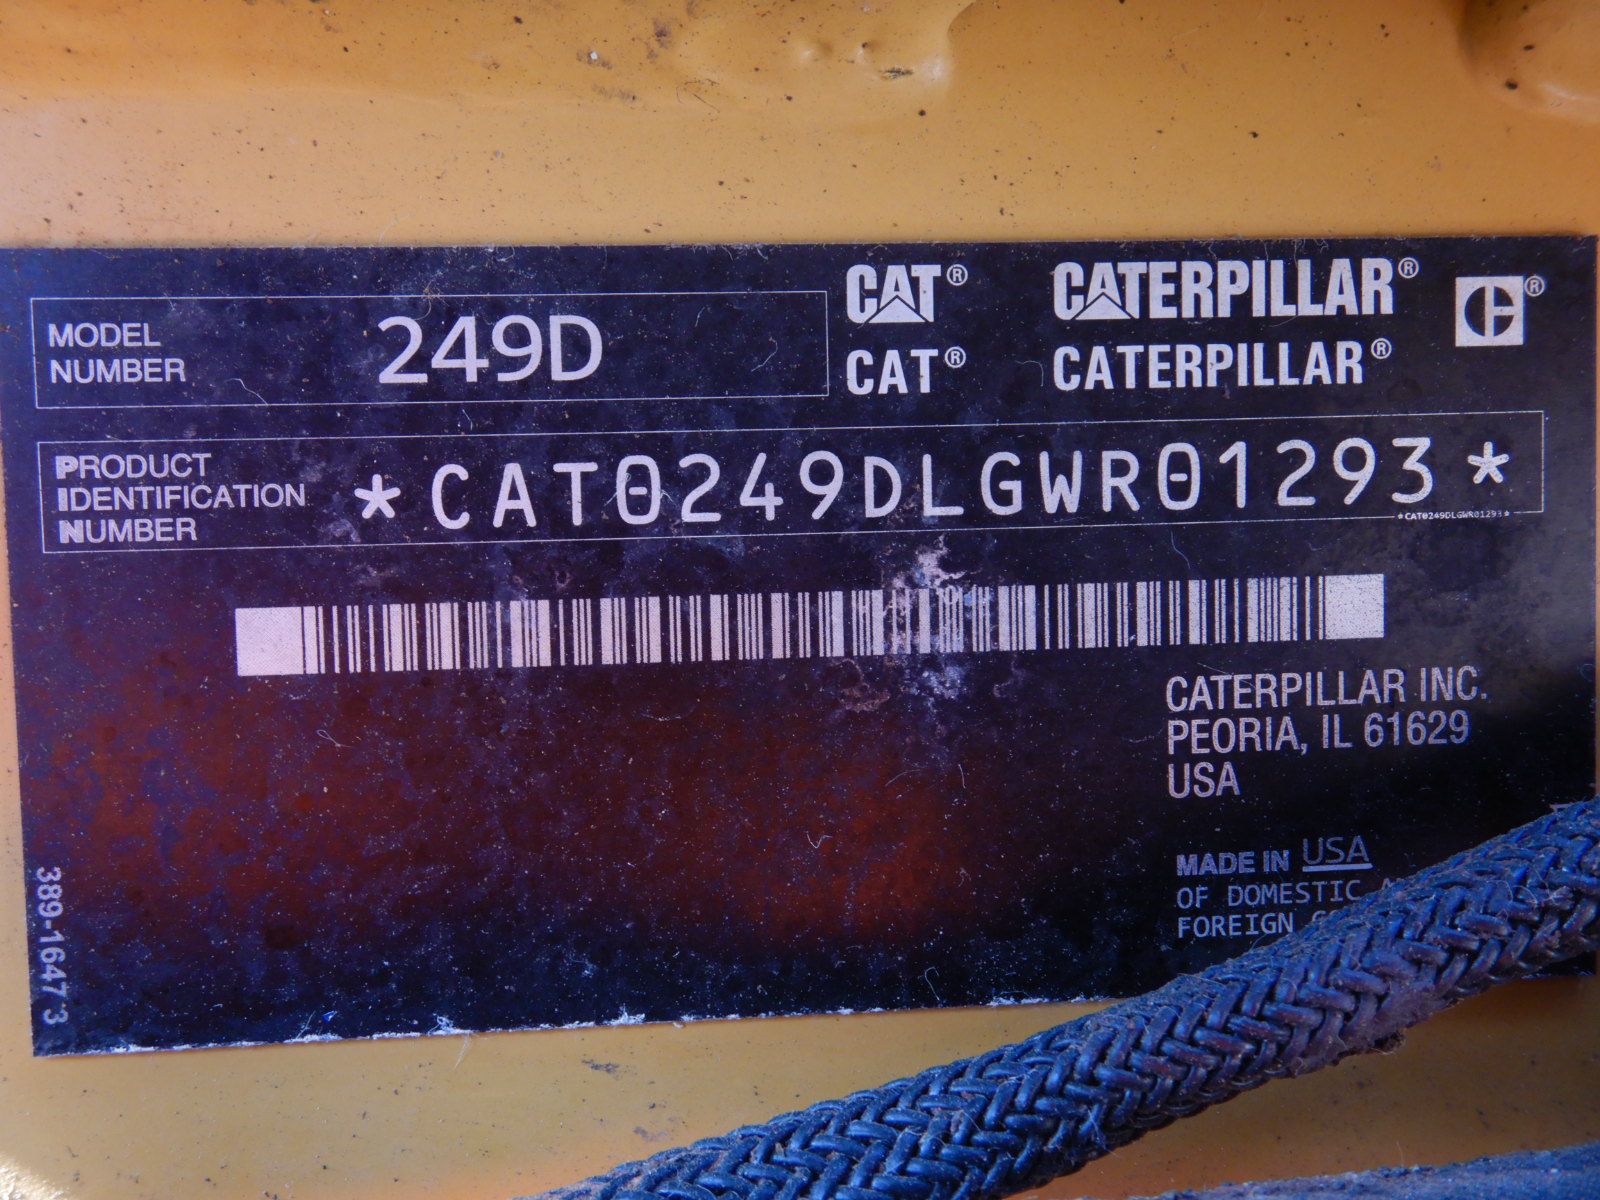 MODEL NUMBER 249D
CAT® CATERPILLAR® C®
CAT® CATERPILLAR®
PRODUCT
IDENTIFICATION
NUMBER
*CAT0249DLGWR01293*
*CAT0249DLGWR01293*
CATERPILLAR INC.
PEORIA, IL 61629
USA
MADE IN USA
OF DOMESTIC
FOREIGN
389-1647 3